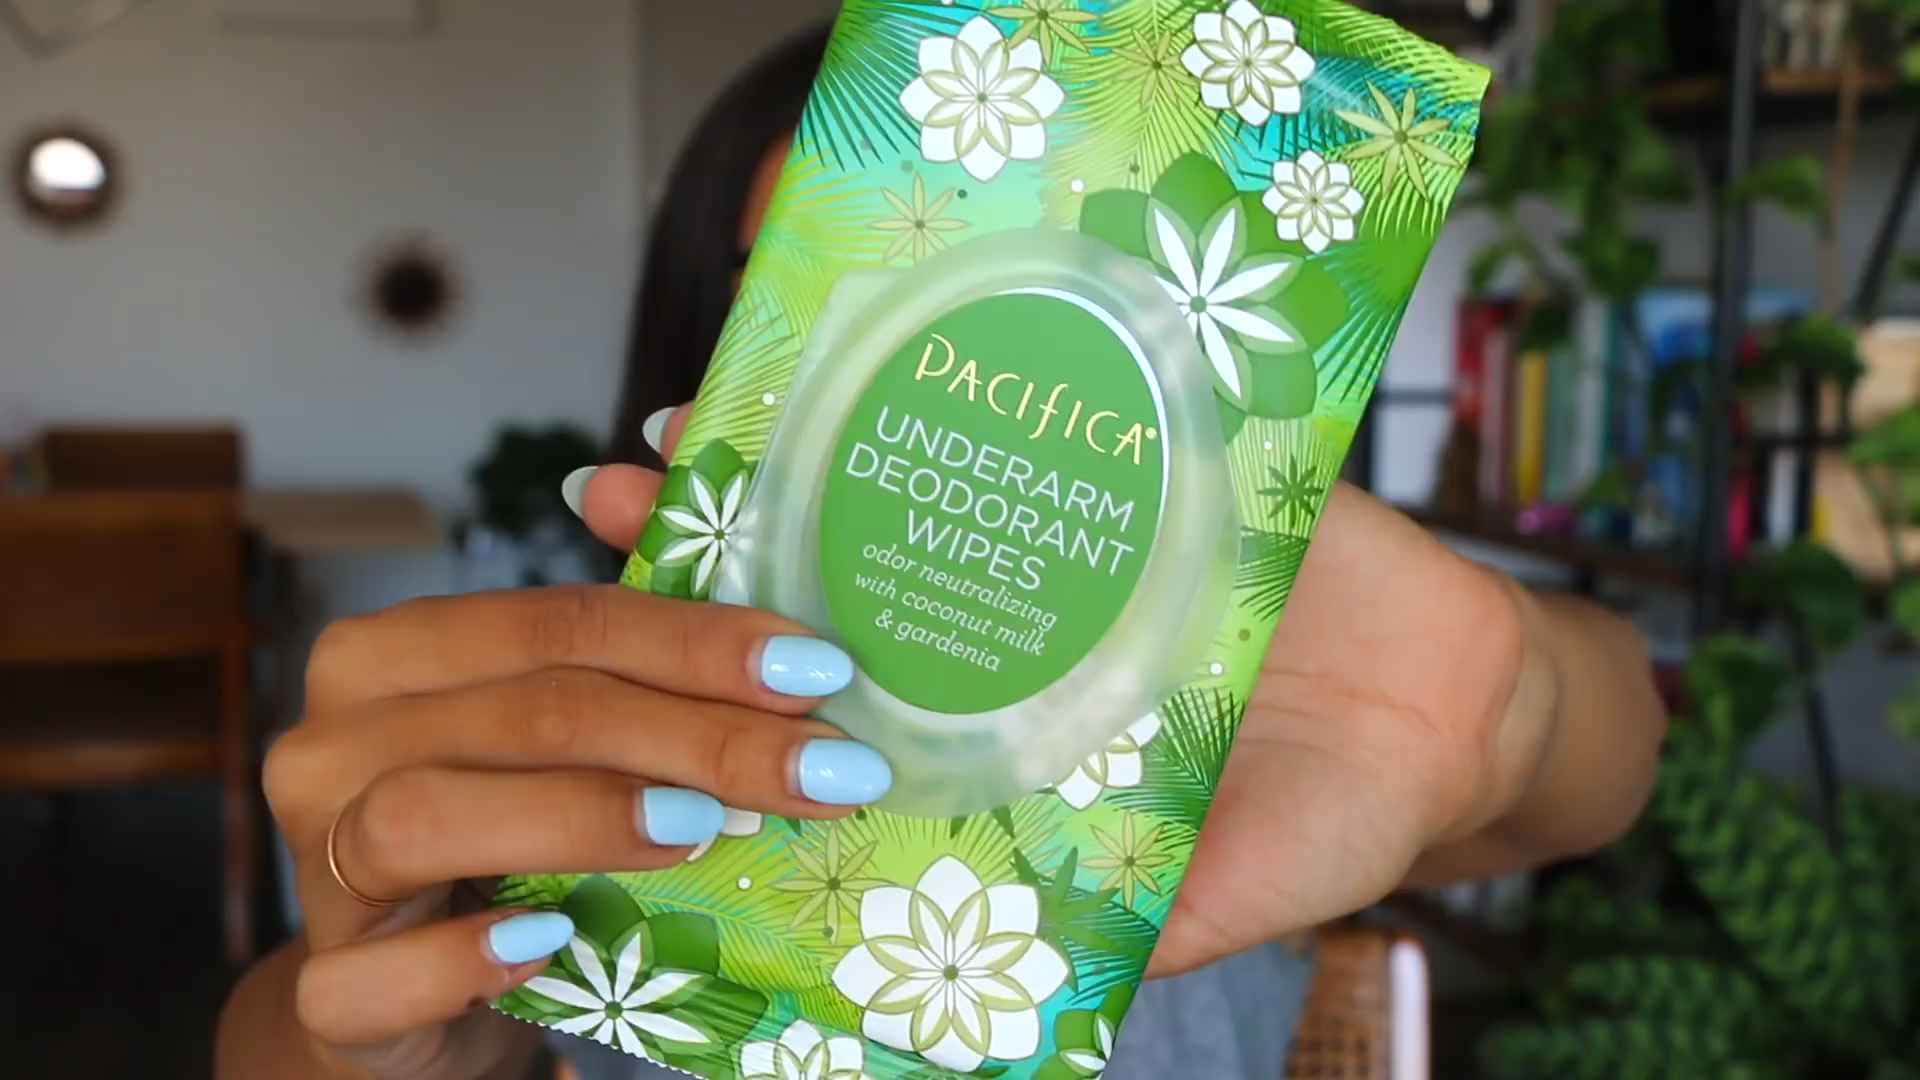 PACIFICA®
UNDERARM
DEODORANT
WIPES
odor neutralizing
with coconut milk
& gardenia